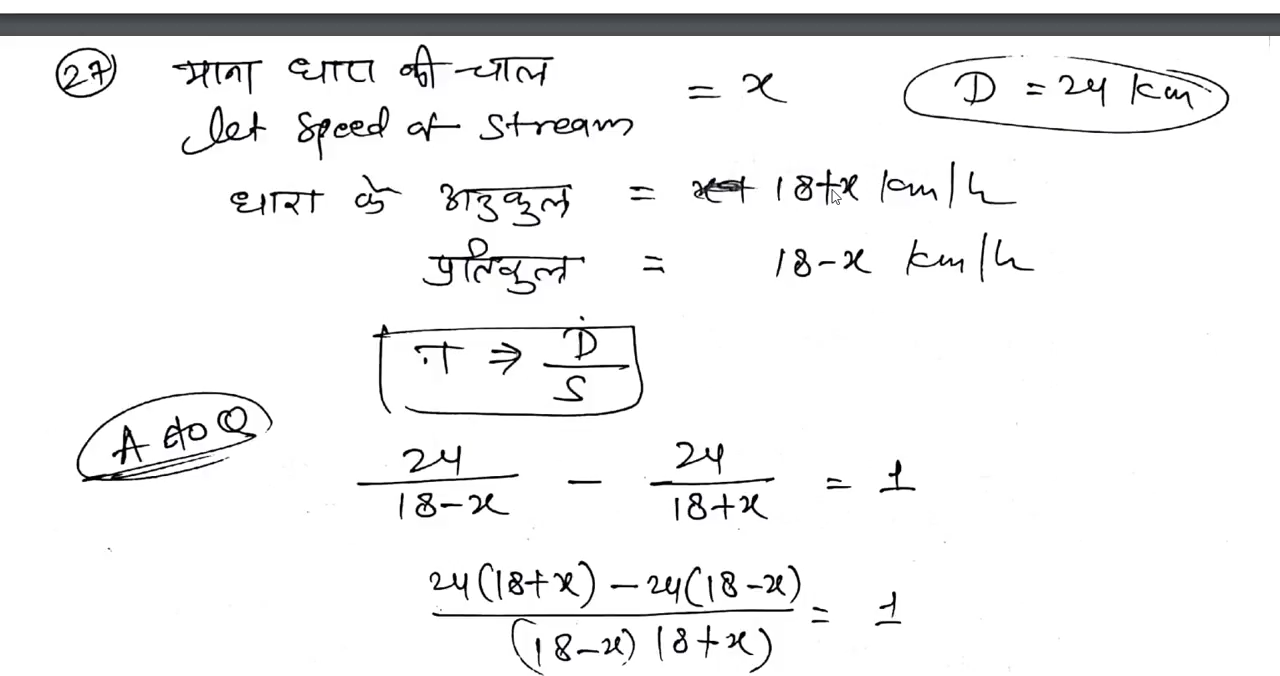 27 माना धारा की चाल
= x
D = 24 km
let speed of stream
धारा के अनुकुल = 18+x km/h
प्रतिकुल = 18-x km/h
T ⇒ D/S
A to Q
24/(18-x) - 24/(18+x) = 1
24(18+x) - 24(18-x) / (18-x) 18+x) = 1